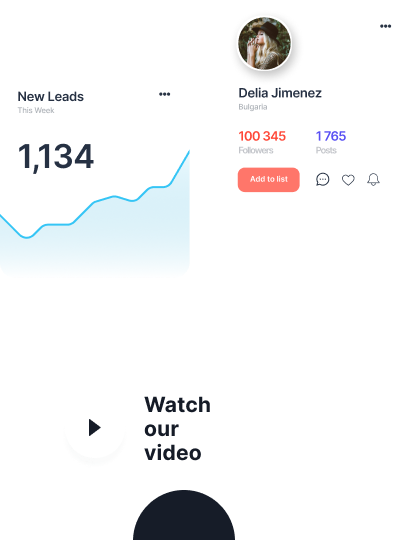 New Leads
This Week
1,134
Delia Jimenez
Bulgaria
100 345
1 765
Followers
Posts
Add to list
Watch
our
video